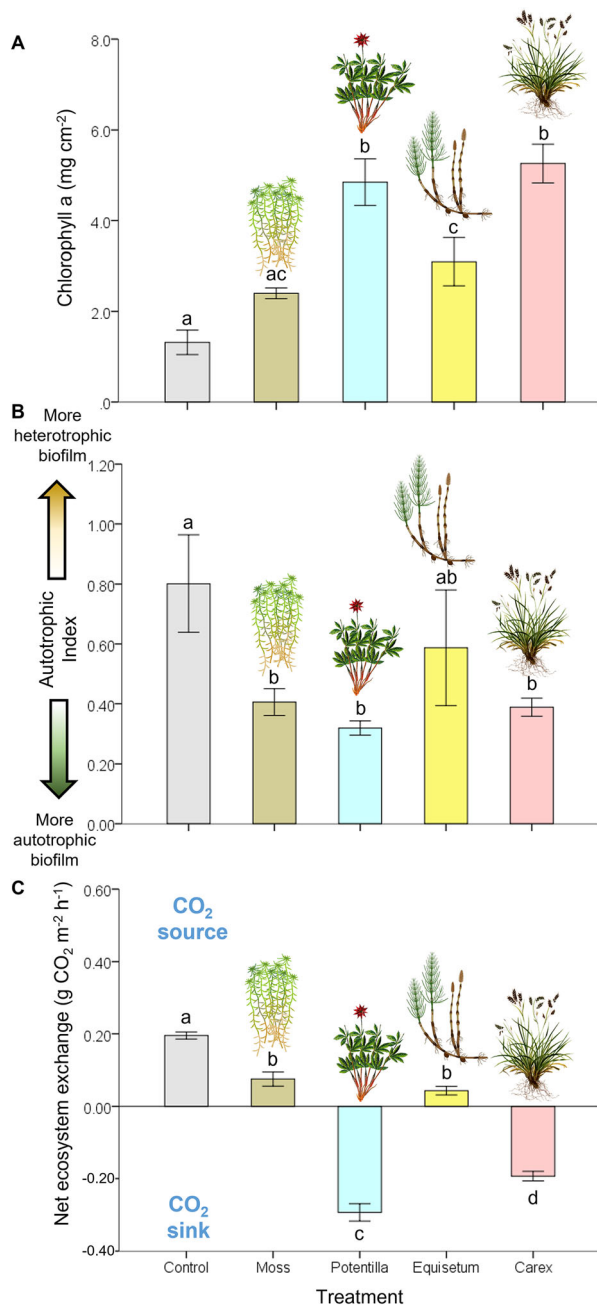 A
8.0
6.0
4.0
2.0
.0
Chlorophyll a (mg cm-2)
a
ac
b
c
b
B
More
heterotrophic
biofilm
Autotrophic
Index
More
autotrophic
biofilm
1.20
1.00
0.80
0.60
0.40
0.20
0.00
a
b
b
ab
b
C
Net ecosystem exchange (g CO2 m-2 h-1)
0.60
0.40
0.20
0.00
-0.20
-0.40
CO2
source
CO2
sink
a
b
c
b
d
Control Moss Potentilla Equisetum Carex
Treatment